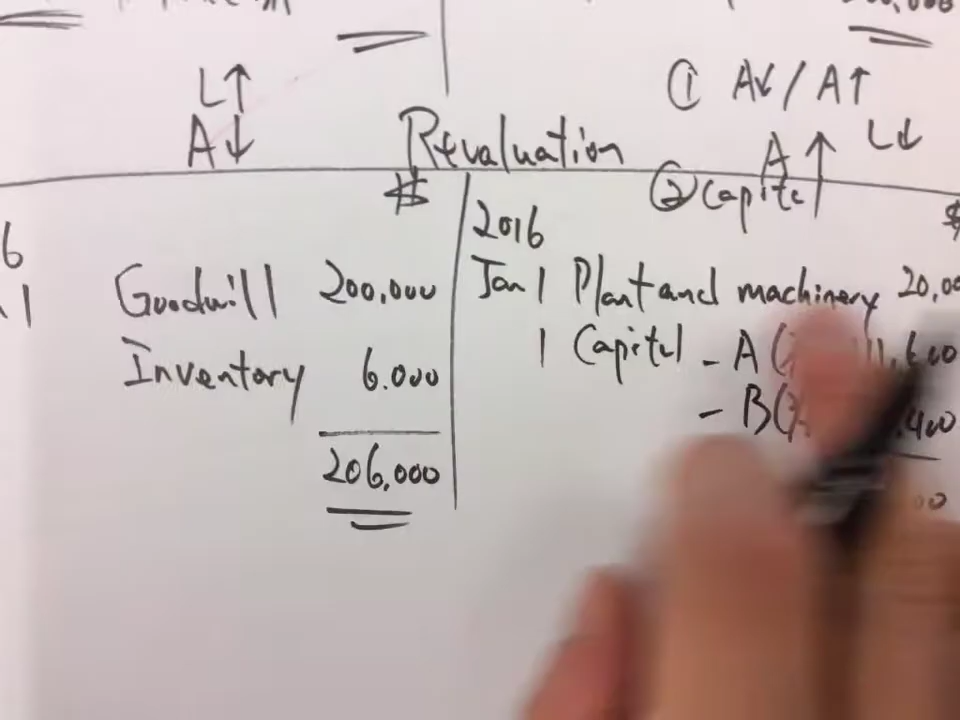 L↑
A↓
Revaluation
① A↓ / A↑
A↑ L↓
② Capital
$
$
6
2016
Goodwill 200,000
Jan 1 Plant and machinery 20,00
Inventory 6.000
1 Capital - A
- B
206,000